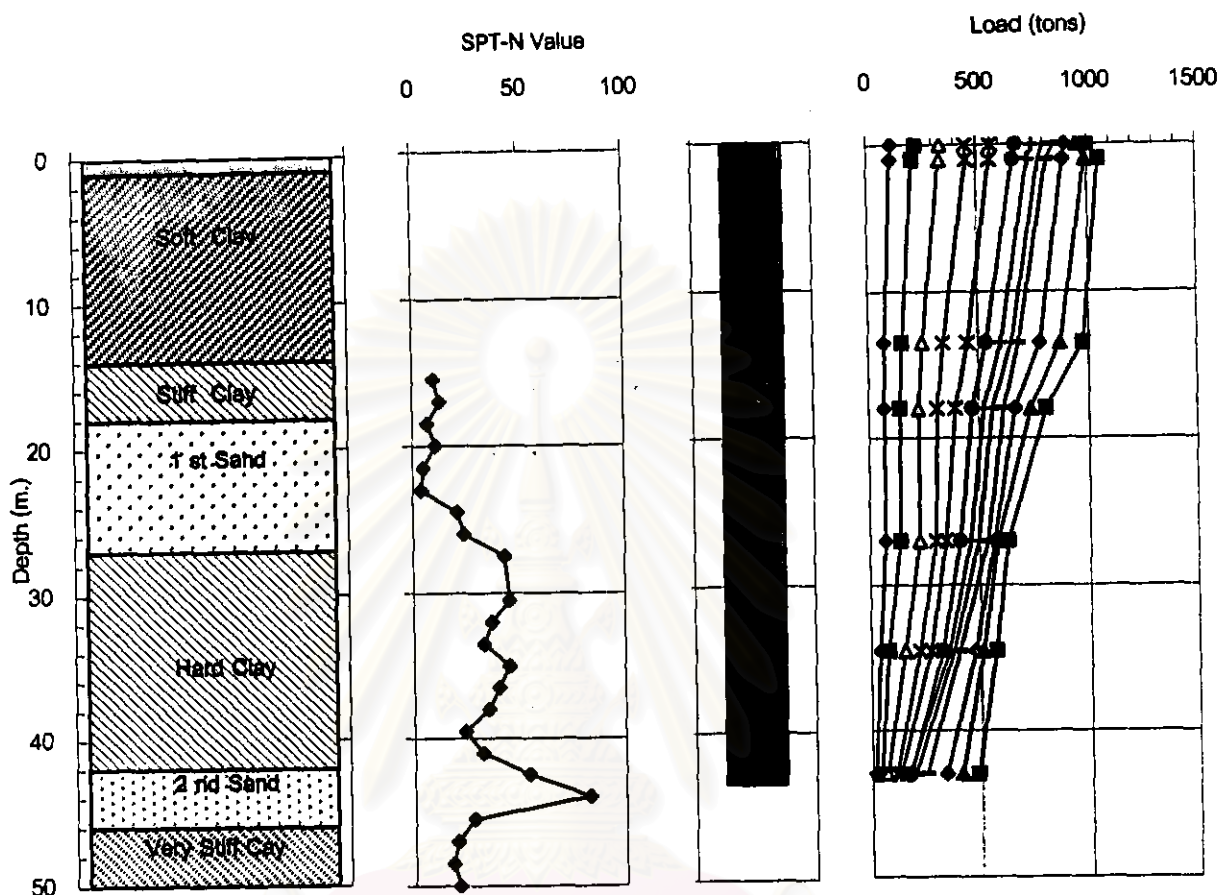 SPT-N Value
Load (tons)
0 50 100
0 500 1000 1500
0
10
20
30
40
50
Depth (m.)
Soft Clay
Stiff Clay
1 st Sand
Hard Clay
2 nd Sand
Very Stiff Cay